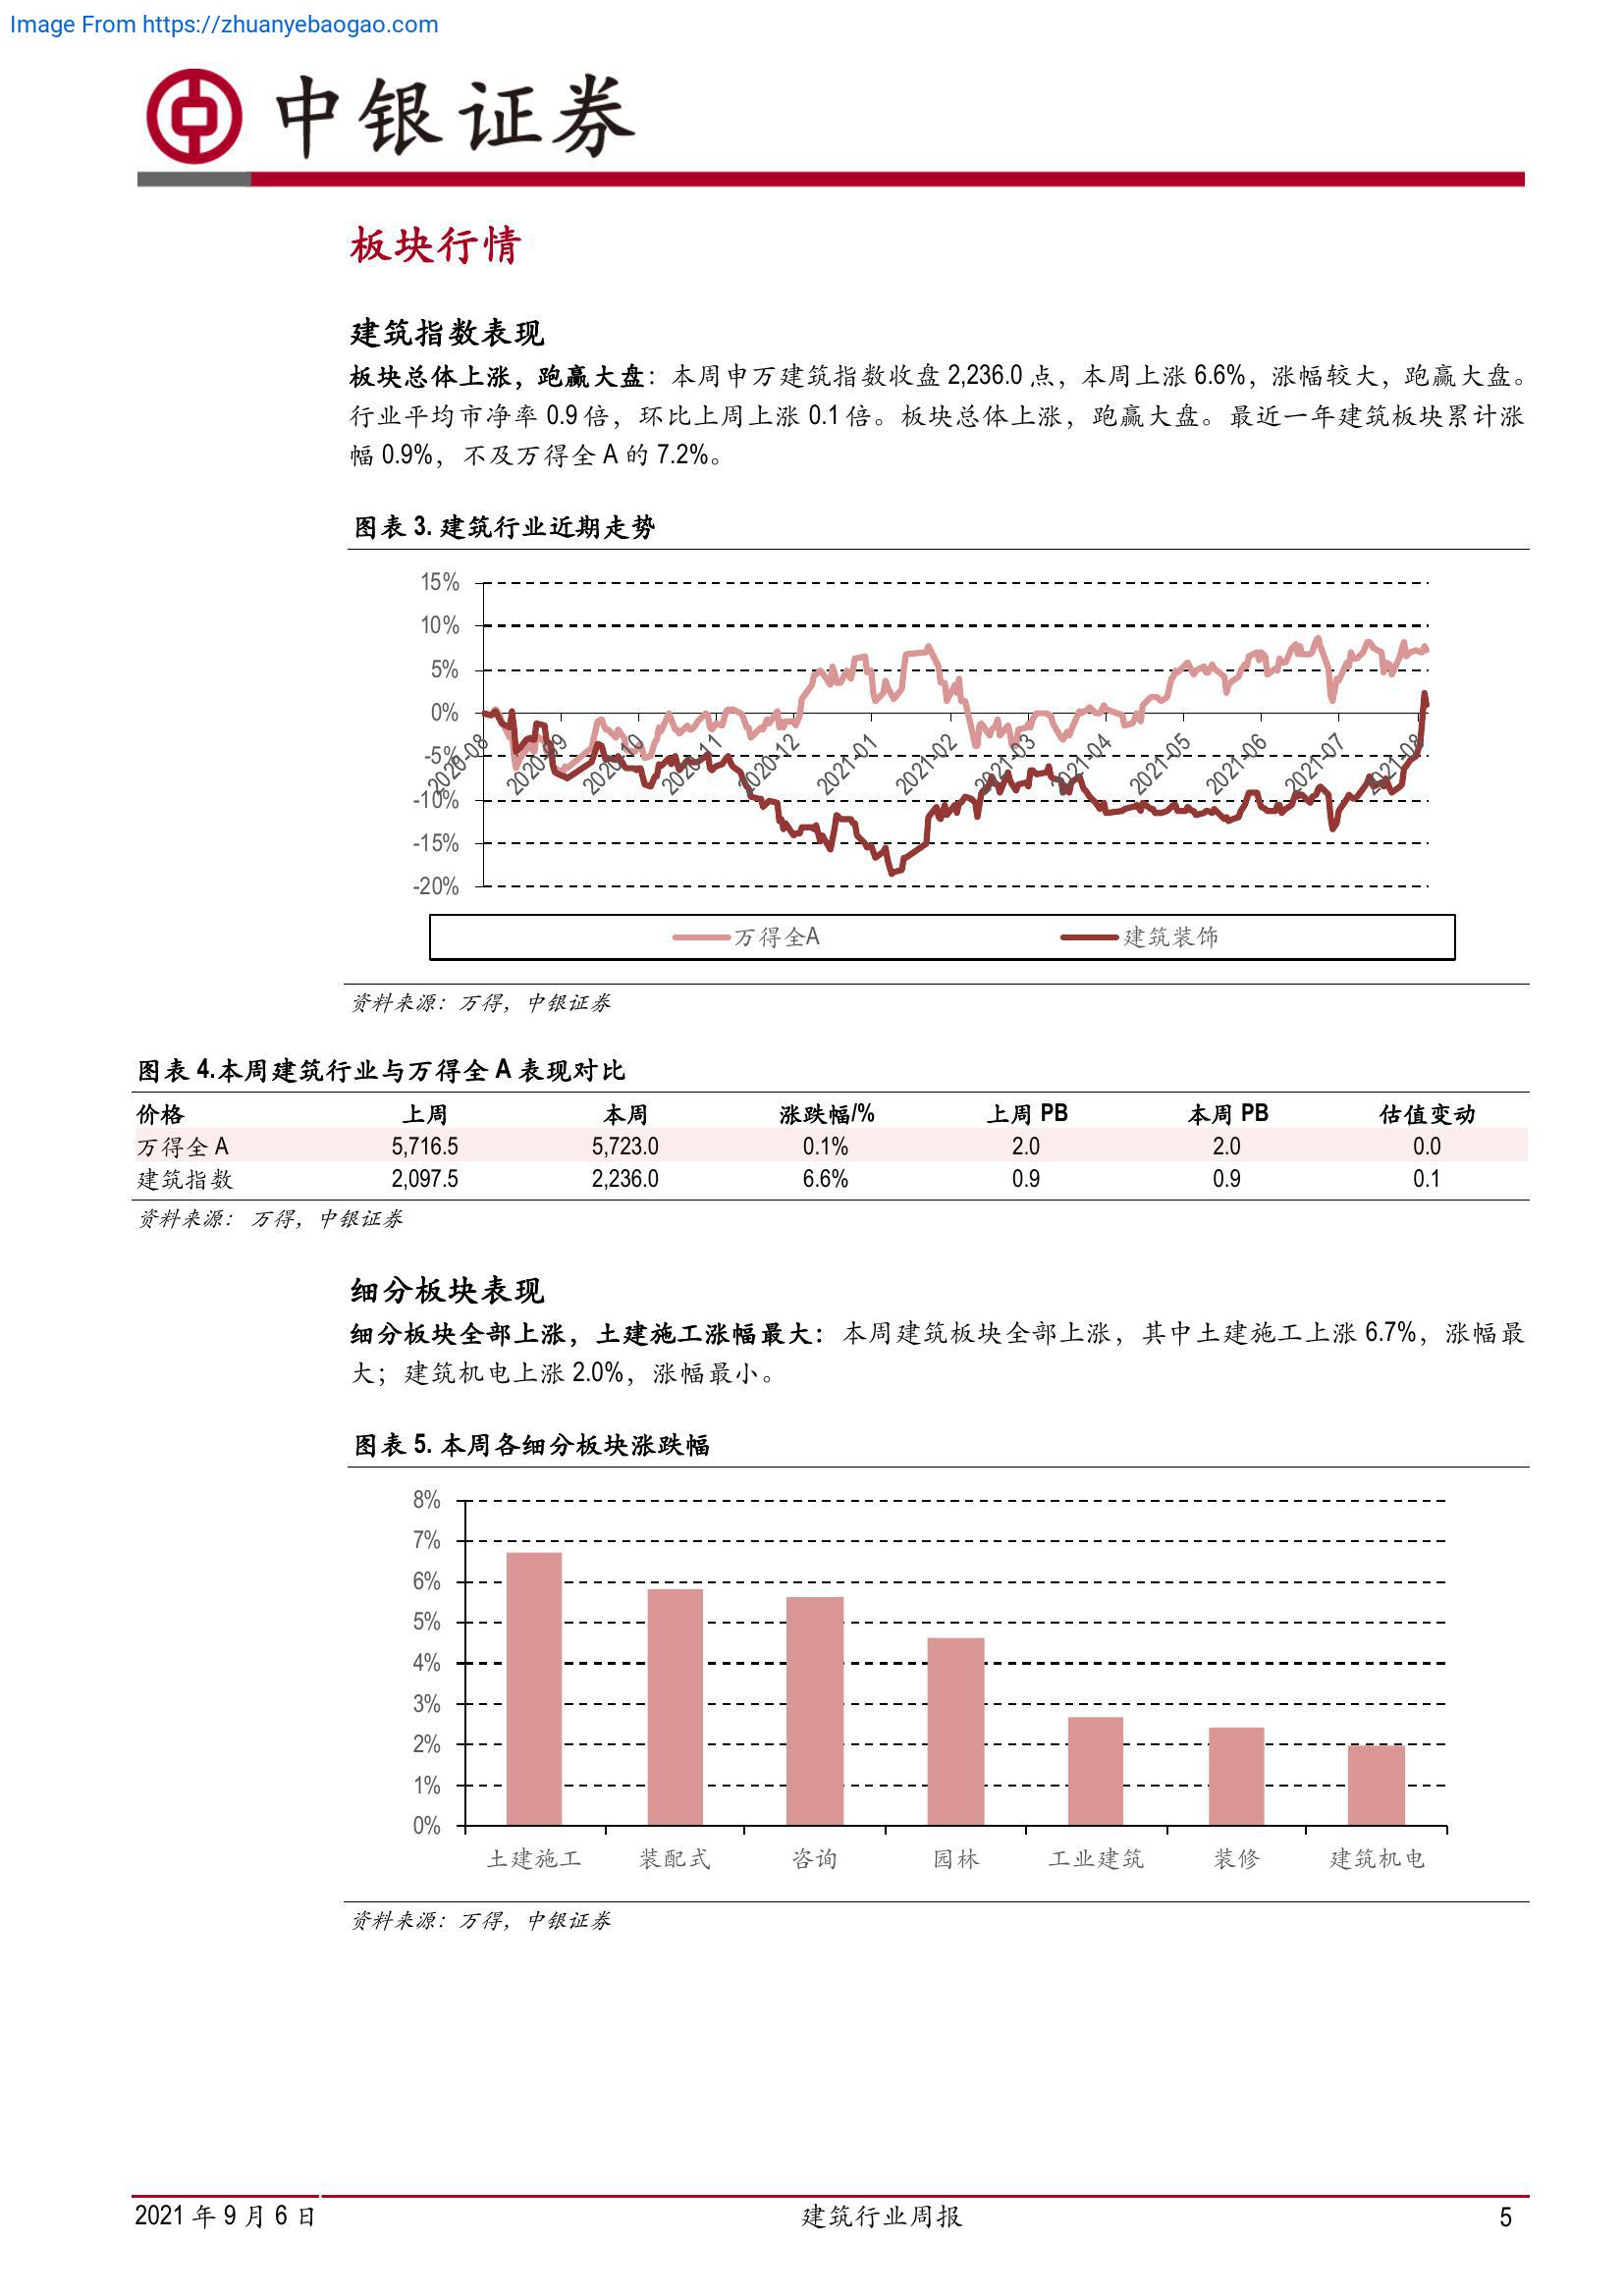 Image From https://zhuanyebaogao.com
中银证券
板块行情
建筑指数表现
板块总体上涨，跑赢大盘：本周申万建筑指数收盘 2,236.0 点，本周上涨 6.6%，涨幅较大，跑赢大盘。
行业平均市净率 0.9 倍，环比上周上涨 0.1 倍。板块总体上涨，跑赢大盘。最近一年建筑板块累计涨
幅 0.9%，不及万得全 A 的 7.2%。
图表 3. 建筑行业近期走势
15%
10%
5%
0%
-5%
-10%
-15%
-20%
2020-08 2020-09 2020-10 2020-11 2020-12 2021-01 2021-02 2021-03 2021-04 2021-05 2021-06 2021-07 2021-08
万得全A 建筑装饰
资料来源：万得，中银证券
图表 4.本周建筑行业与万得全 A 表现对比
价格 上周 本周 涨跌幅/% 上周 PB 本周 PB 估值变动
万得全 A 5,716.5 5,723.0 0.1% 2.0 2.0 0.0
建筑指数 2,097.5 2,236.0 6.6% 0.9 0.9 0.1
资料来源： 万得，中银证券
细分板块表现
细分板块全部上涨，土建施工涨幅最大：本周建筑板块全部上涨，其中土建施工上涨 6.7%，涨幅最
大；建筑机电上涨 2.0%，涨幅最小。
图表 5. 本周各细分板块涨跌幅
8%
7%
6%
5%
4%
3%
2%
1%
0%
土建施工 装配式 咨询 园林 工业建筑 装修 建筑机电
资料来源：万得，中银证券
2021 年 9 月 6 日 建筑行业周报 5